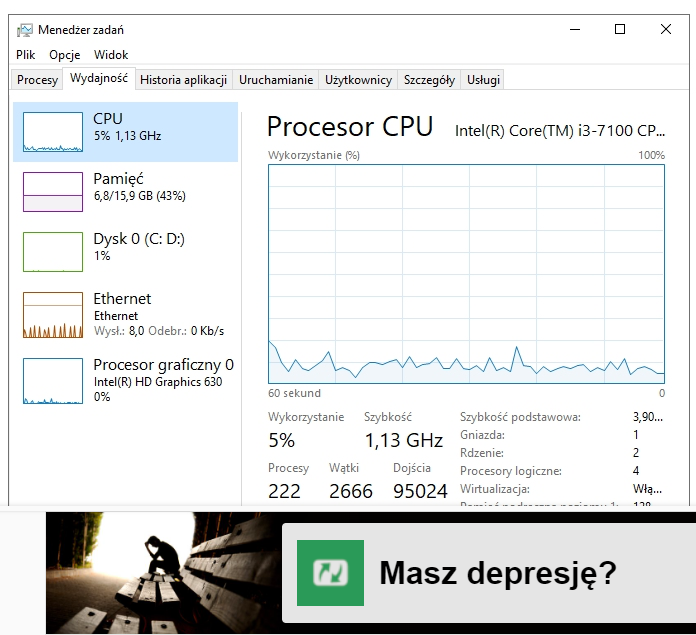 Menedżer zadań
Plik Opcje Widok
Procesy Wydajność Historia aplikacji Uruchamianie Użytkownicy Szczegóły Usługi
CPU
5% 1,13 GHz
Pamięć
6,8/15,9 GB (43%)
Dysk 0 (C: D:)
1%
Ethernet
Ethernet
Wysł.: 8,0 Odebr.: 0 Kb/s
Procesor graficzny 0
Intel(R) HD Graphics 630
0%
Procesor CPU Intel(R) Core(TM) i3-7100 CP...
Wykorzystanie (%) 100%
60 sekund 0
Wykorzystanie Szybkość
5% 1,13 GHz
Procesy Wątki Dojścia
222 2666 95024
Szybkość podstawowa: 3,90...
Gniazda: 1
Rdzenie: 2
Procesory logiczne: 4
Wirtualizacja: Włą...
Masz depresję?